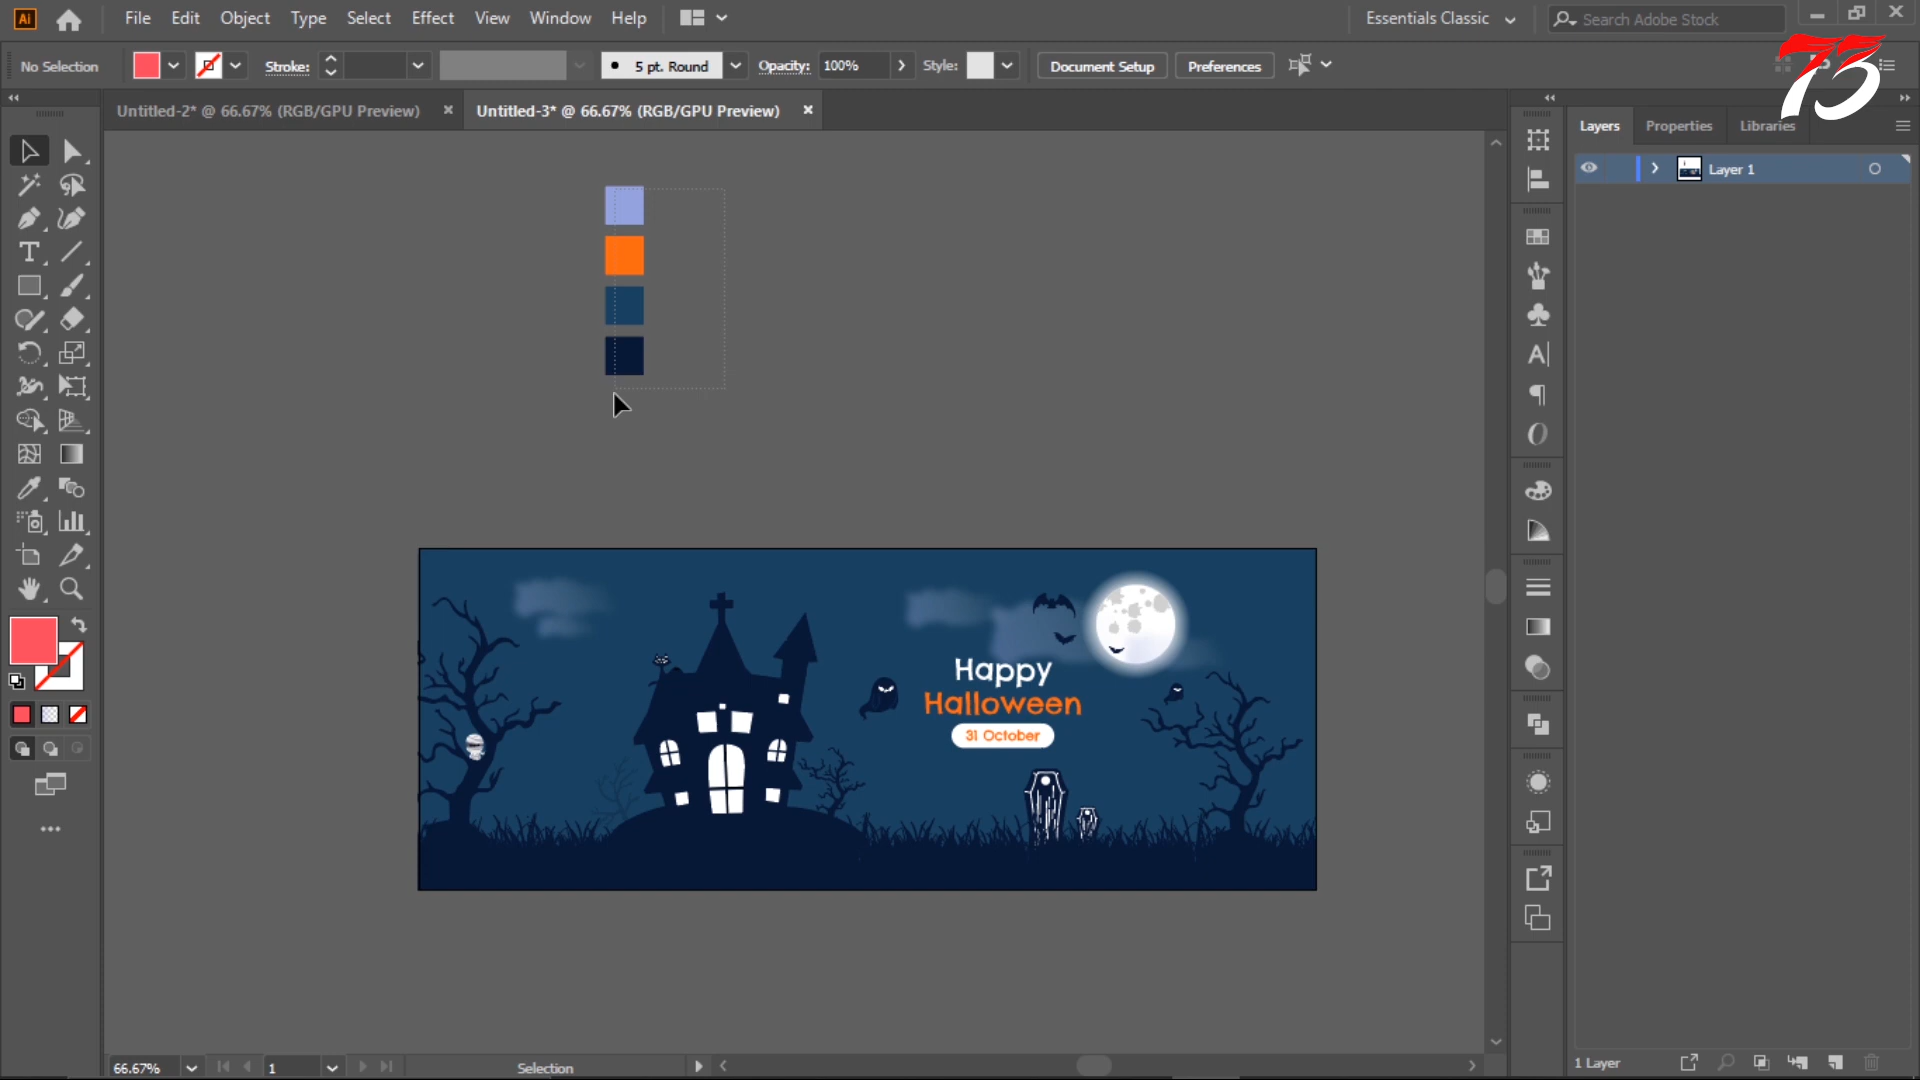 Ai File Edit Object Type Select Effect View Window Help Essentials Classic Search Adobe Stock
No Selection Stroke: 5 pt. Round Opacity: 100% Style: Document Setup Preferences
73
Untitled-2* @ 66.67% (RGB/GPU Preview) Untitled-3* @ 66.67% (RGB/GPU Preview)
Layers Properties Libraries
Layer 1
Happy
Halloween
31 October
66.67% 1 Selection
1 Layer